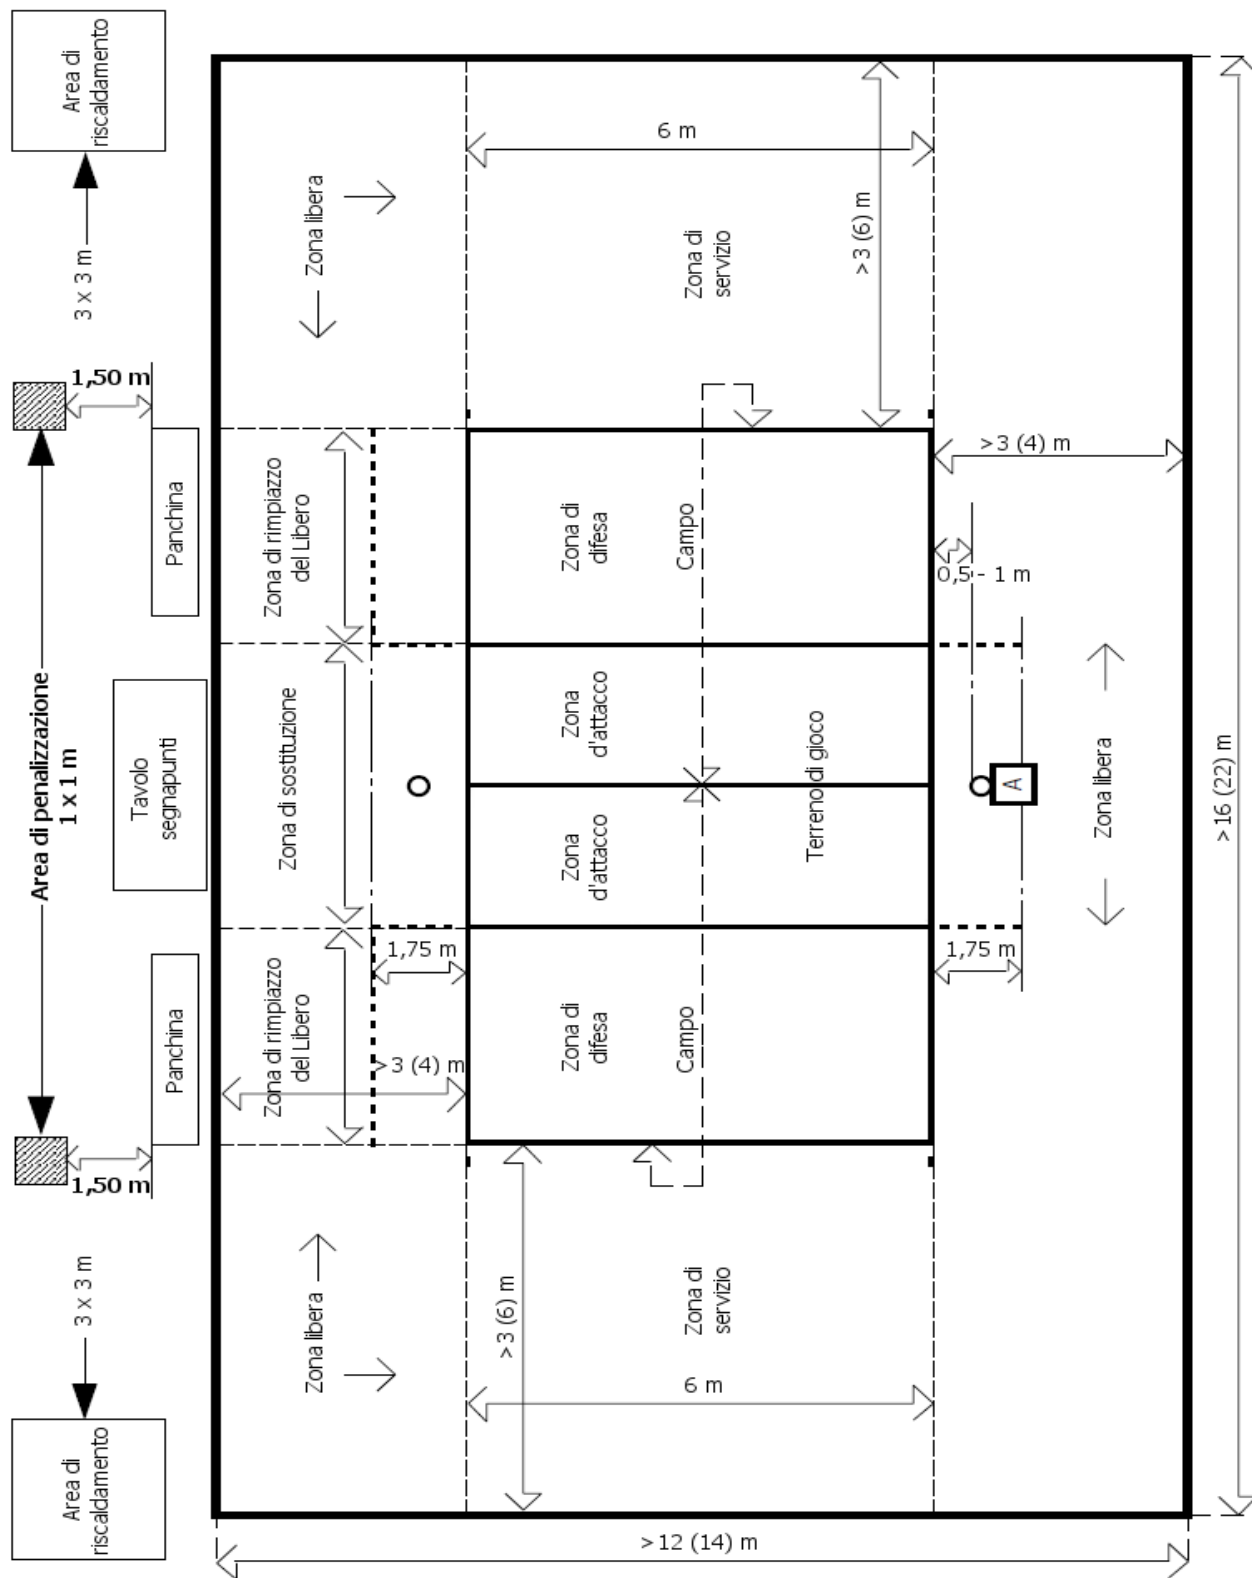 Area di
riscaldamento
3 x 3 m
1,50 m
Area di penalizzazione
1 x 1 m
1,50 m
3 x 3 m
Area di
riscaldamento
Panchina
Tavolo
segnapunti
Panchina
Zona libera
Zona di rimpiazzo
del Libero
Zona di sostituzione
Zona di rimpiazzo
del Libero
Zona libera
1,75 m
>3 (4) m
6 m
>3 (6) m
Zona di
servizio
Zona di
difesa
Campo
Zona
d'attacco
Terreno di gioco
Zona
d'attacco
Zona di
difesa
Campo
Zona di
servizio
>3 (6) m
6 m
>3 (4) m
0,5 - 1 m
A
Zona libera
1,75 m
>16 (22) m
>12 (14) m